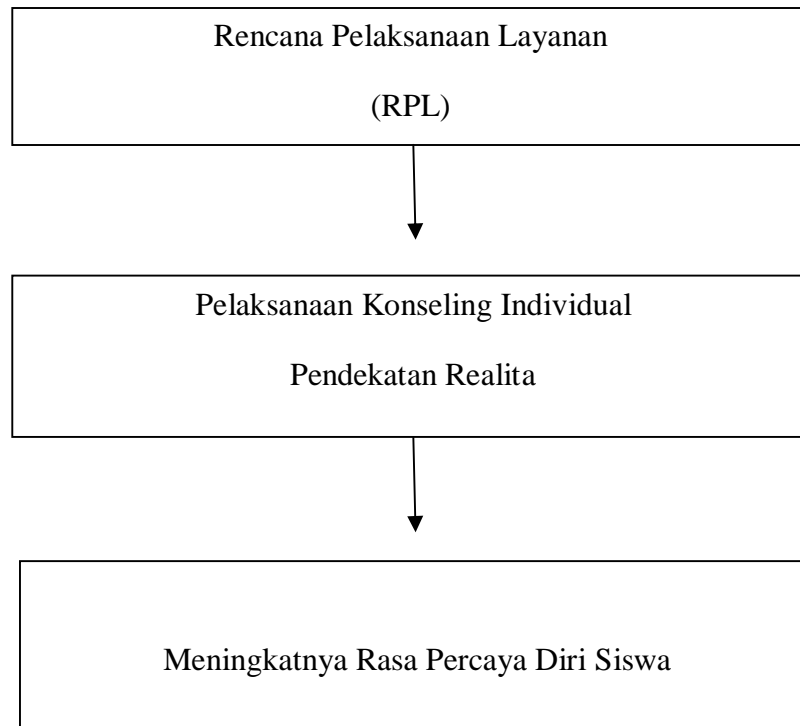 Rencana Pelaksanaan Layanan
(RPL)
Pelaksanaan Konseling Individual
Pendekatan Realita
Meningkatnya Rasa Percaya Diri Siswa